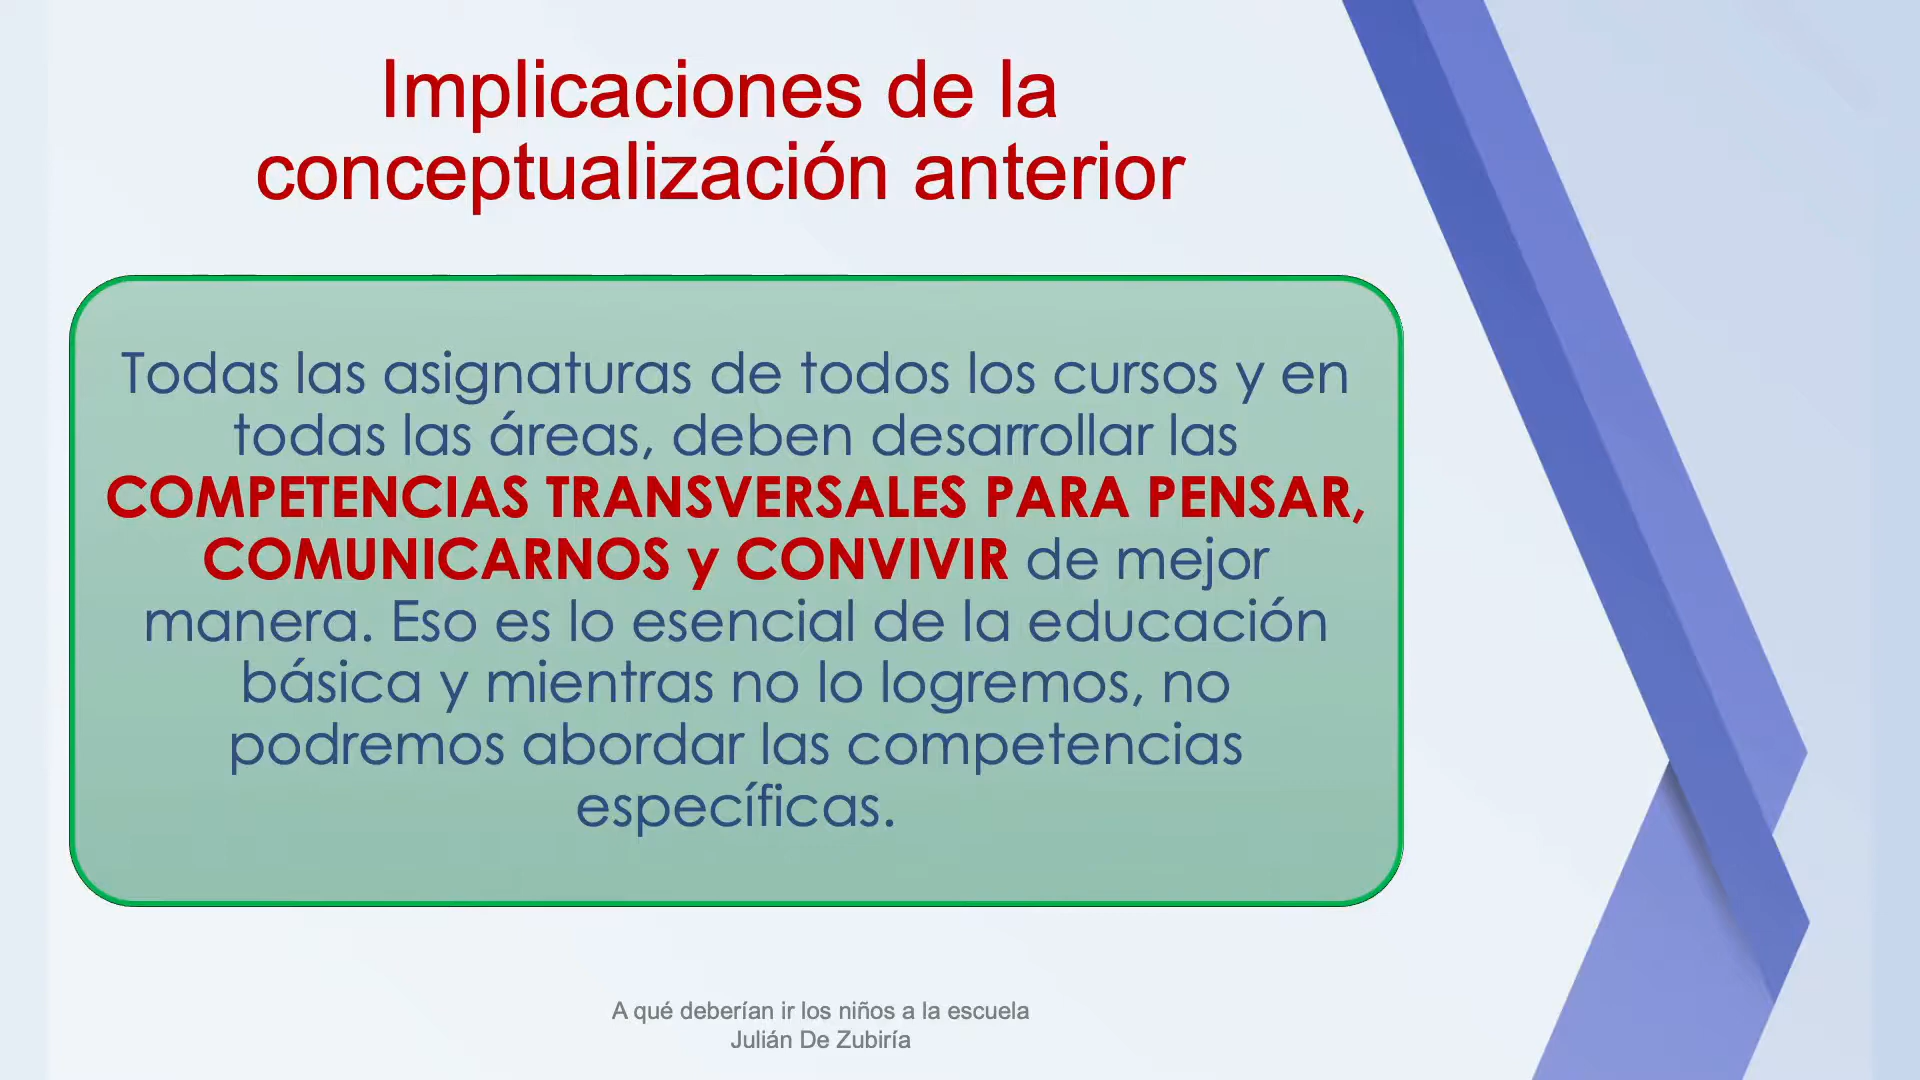 Implicaciones de la
conceptualización anterior
Todas las asignaturas de todos los cursos y en
todas las áreas, deben desarrollar las
COMPETENCIAS TRANSVERSALES PARA PENSAR,
COMUNICARNOS y CONVIVIR de mejor
manera. Eso es lo esencial de la educación
básica y mientras no lo logremos, no
podremos abordar las competencias
específicas.
A qué deberían ir los niños a la escuela
Julián De Zubiría